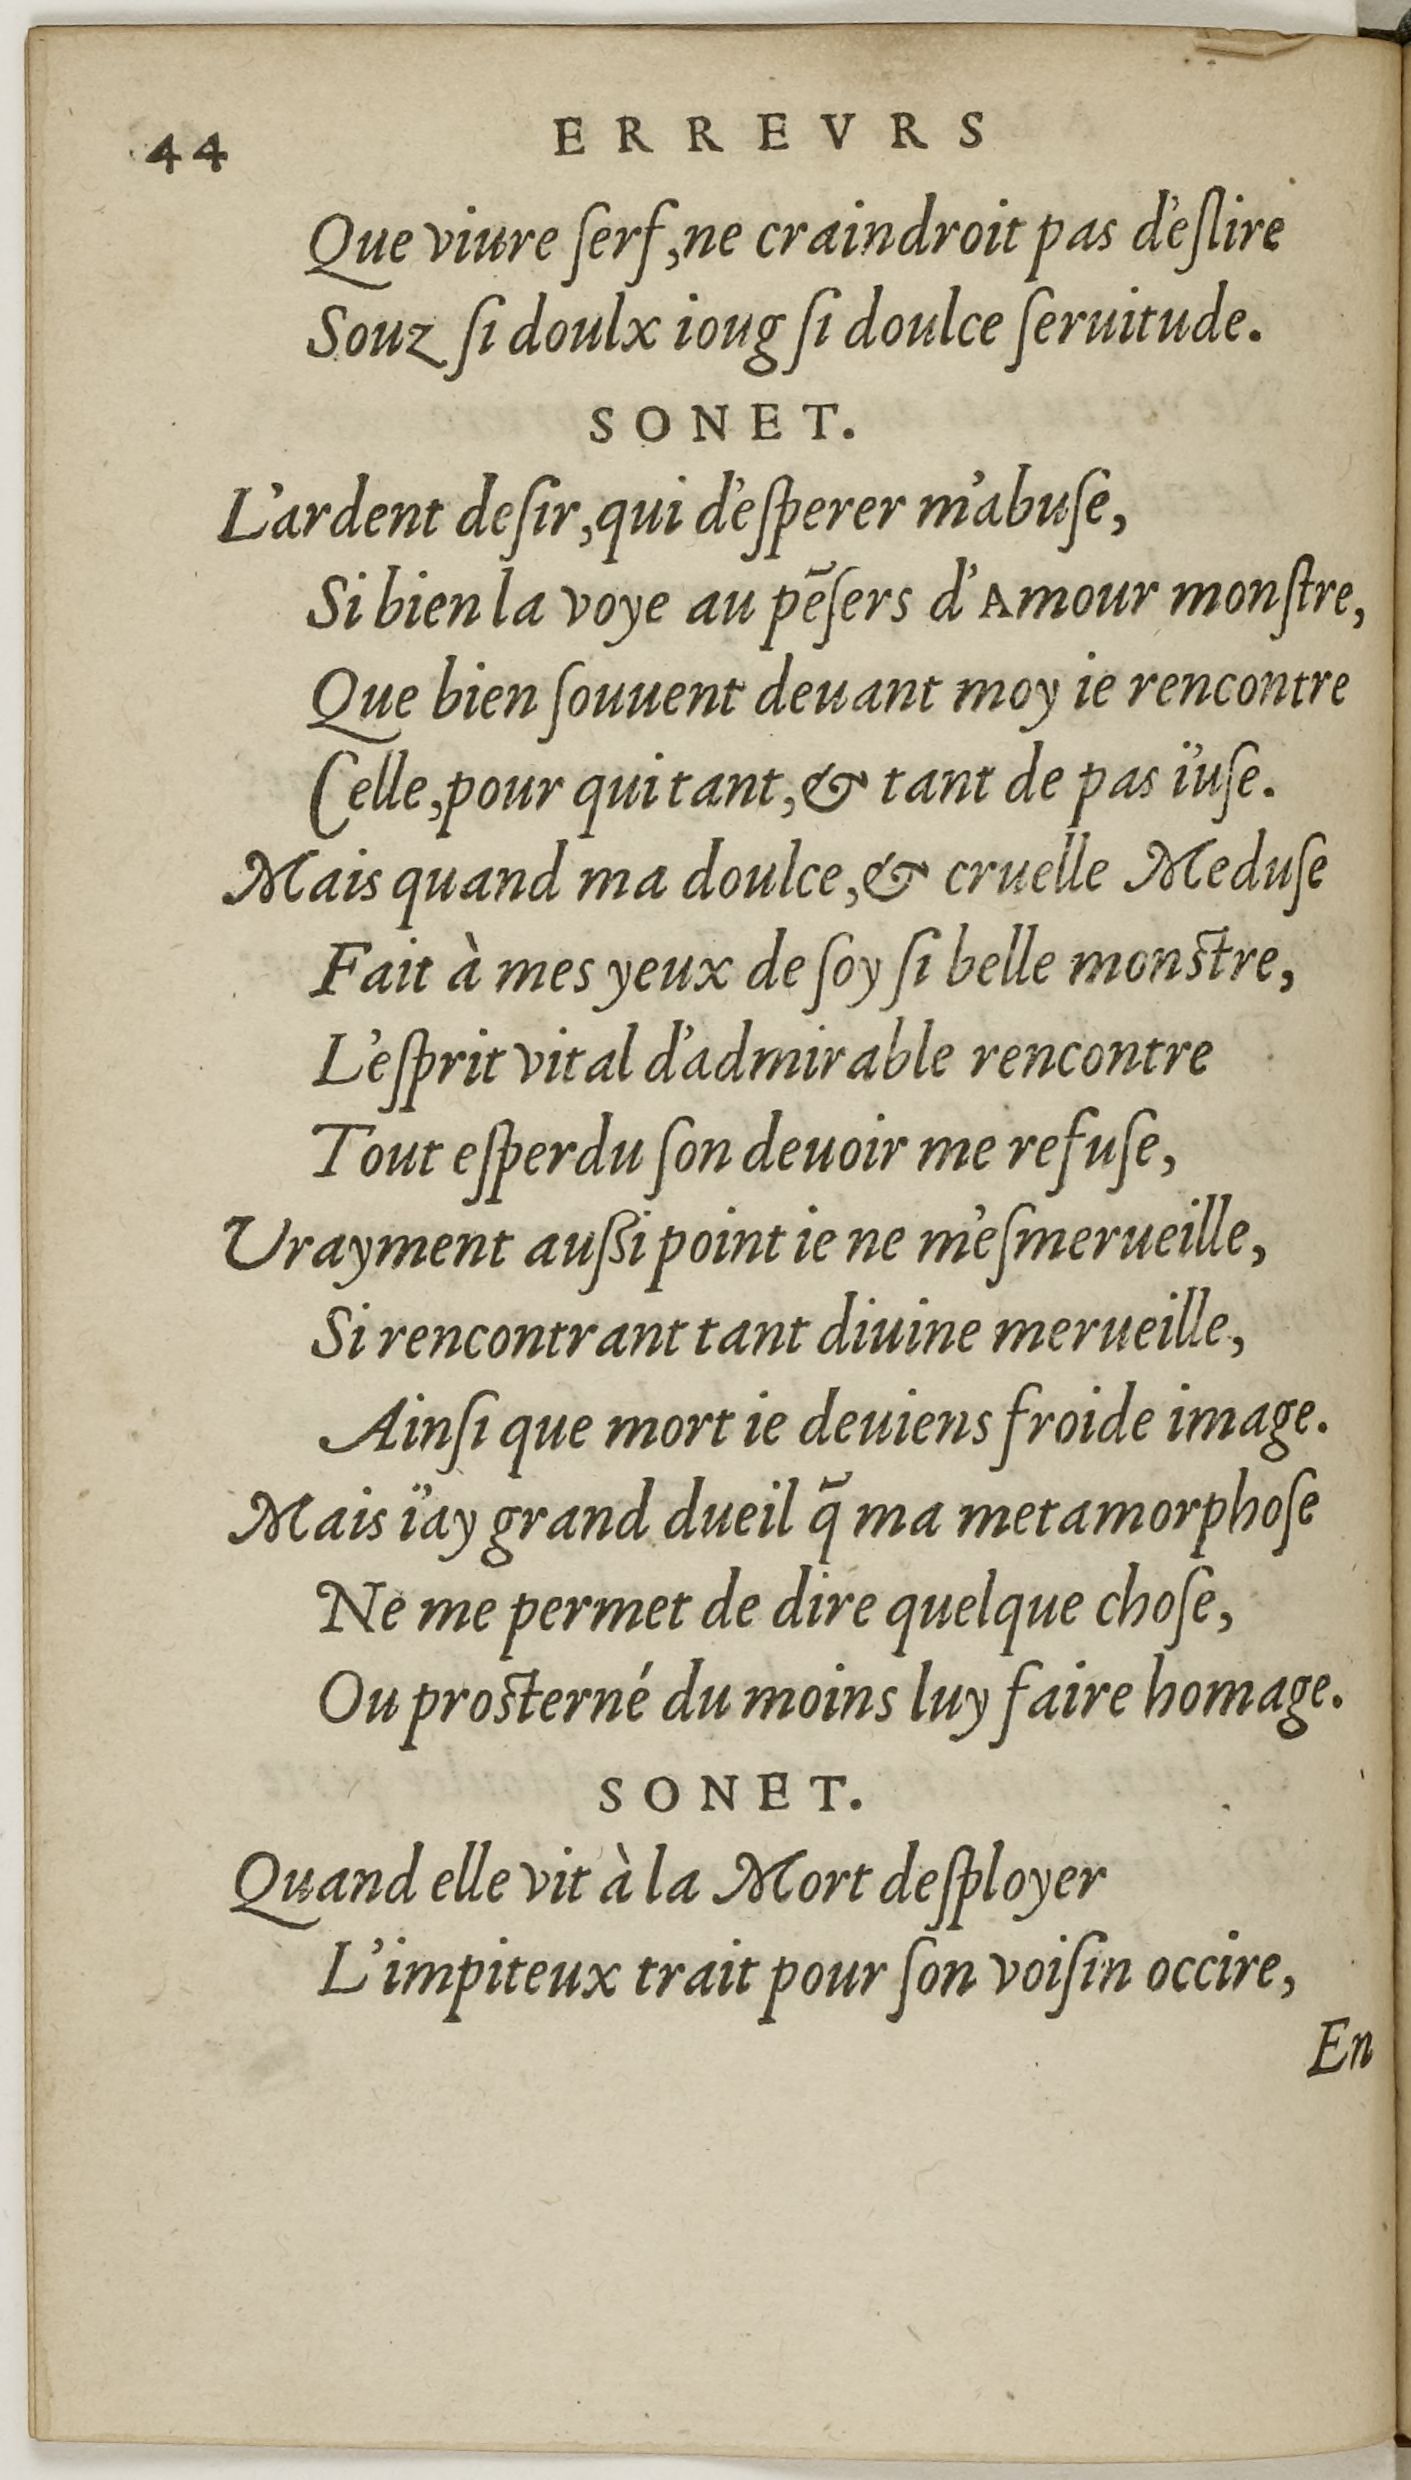 44 ERREVRS
Que viure ſerf, ne craindroit pas d'eſlire
Souz ſi doulx ioug ſi doulce ſeruitude.
SONET.
L'ardent deſir, qui d'eſperer m'abuſe,
Si bien la voye au pēſers d'Amour monſtre,
Que bien ſouuent deuant moy ie rencontre
Celle, pour qui tant, & tant de pas i'uſe.
Mais quand ma doulce, & cruelle Meduſe
Fait à mes yeux de ſoy ſi belle monſtre,
L'eſprit vital d'admirable rencontre
Tout eſperdu ſon deuoir me refuſe,
Vrayment auſſi point ie ne m'eſmerueille,
Si rencontrant tant diuine merueille,
Ainſi que mort ie deuiens froide image.
Mais i'ay grand dueil q̄ ma metamorphoſe
Ne me permet de dire quelque choſe,
Ou proſterné du moins luy faire homage.
SONET.
Quand elle vit à la Mort deſployer
L'impiteux trait pour ſon voiſin occire,
En